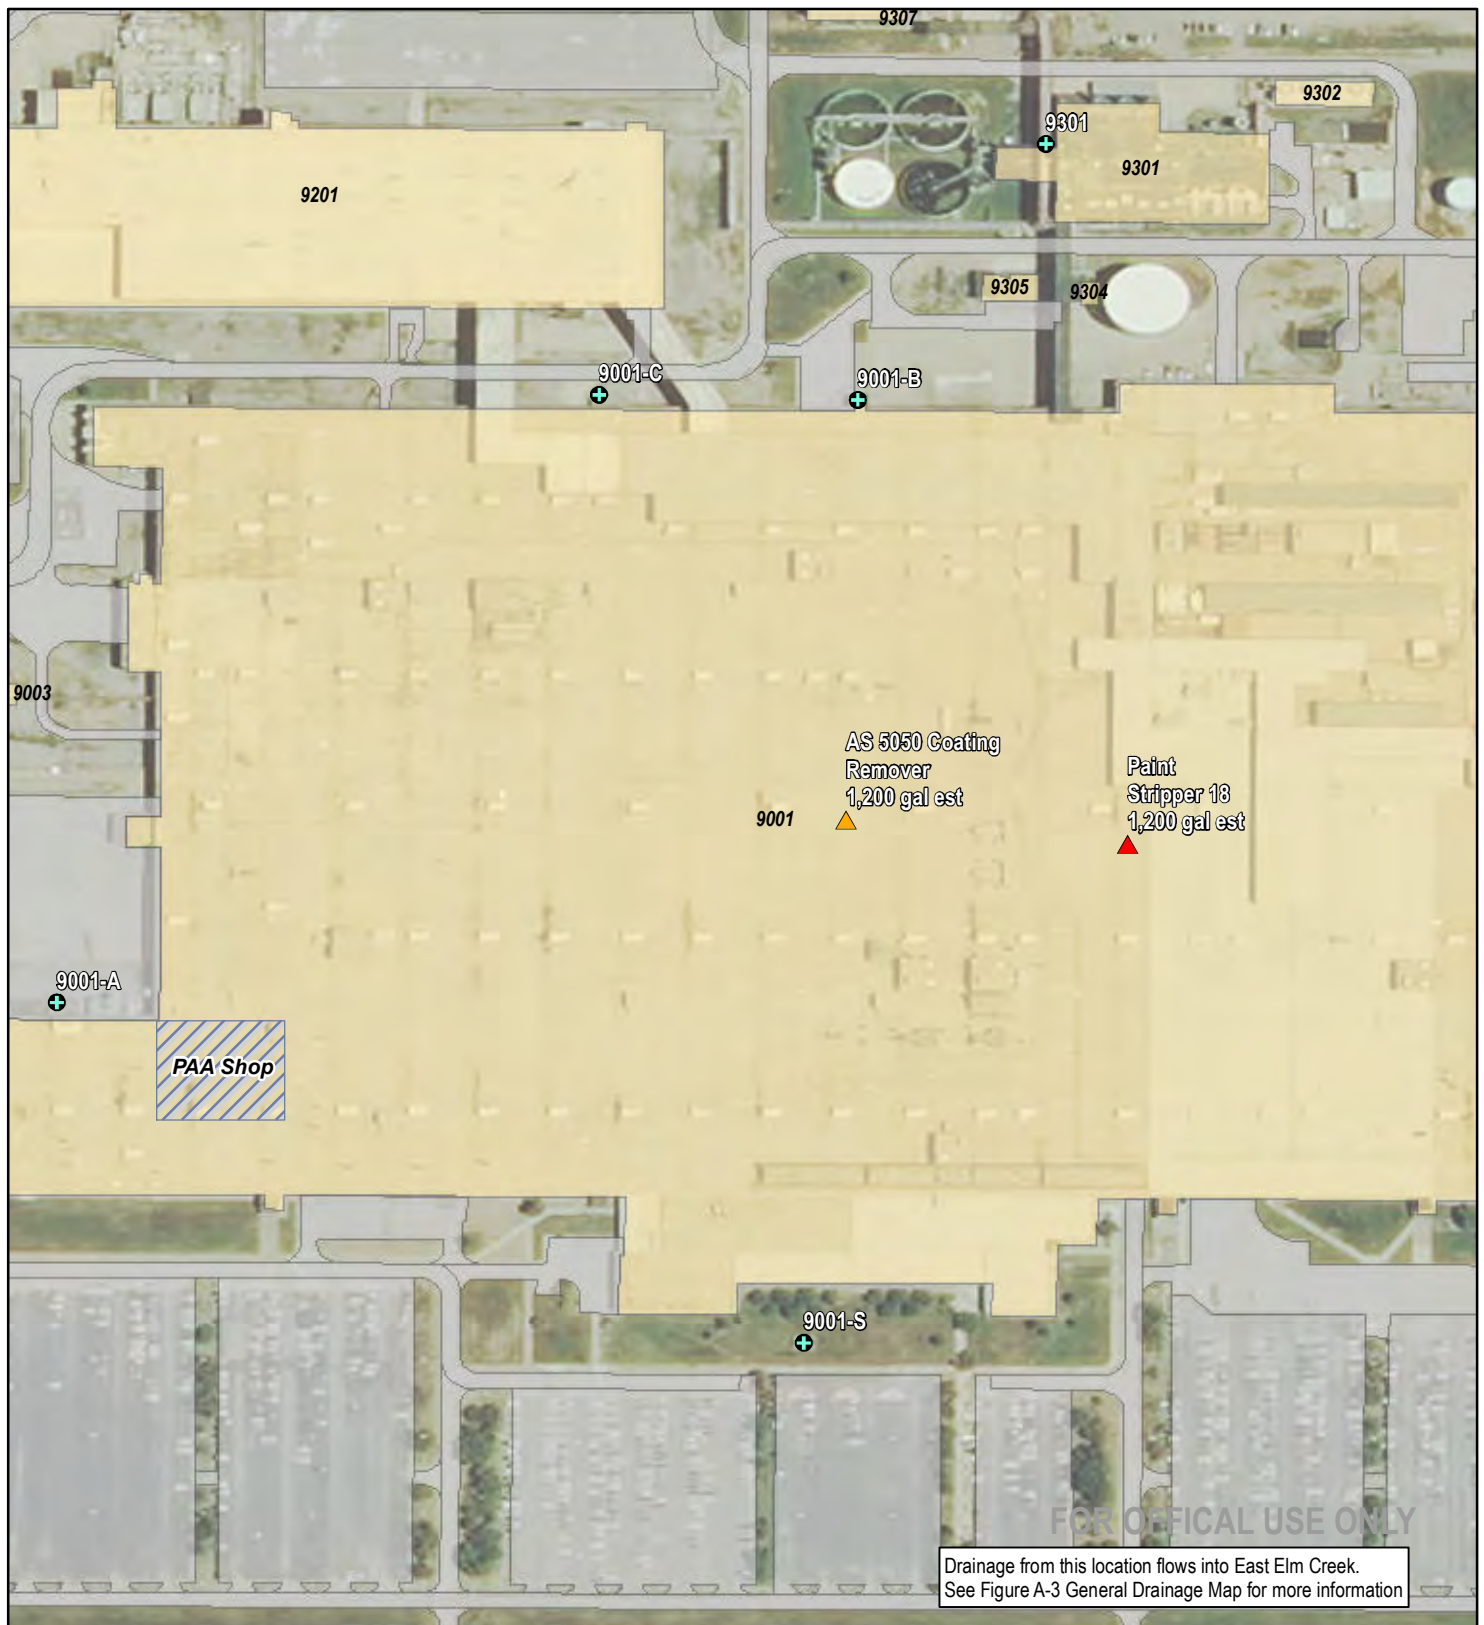 9307
9302
9301
9301
9201
9305
9304
9001-C
9001-B
9003
AS 5050 Coating
Remover
1,200 gal est
Paint
Stripper 18
1,200 gal est
9001
9001-A
PAA Shop
9001-S
FOR OFFICAL USE ONLY
Drainage from this location flows into East Elm Creek.
See Figure A-3 General Drainage Map for more information